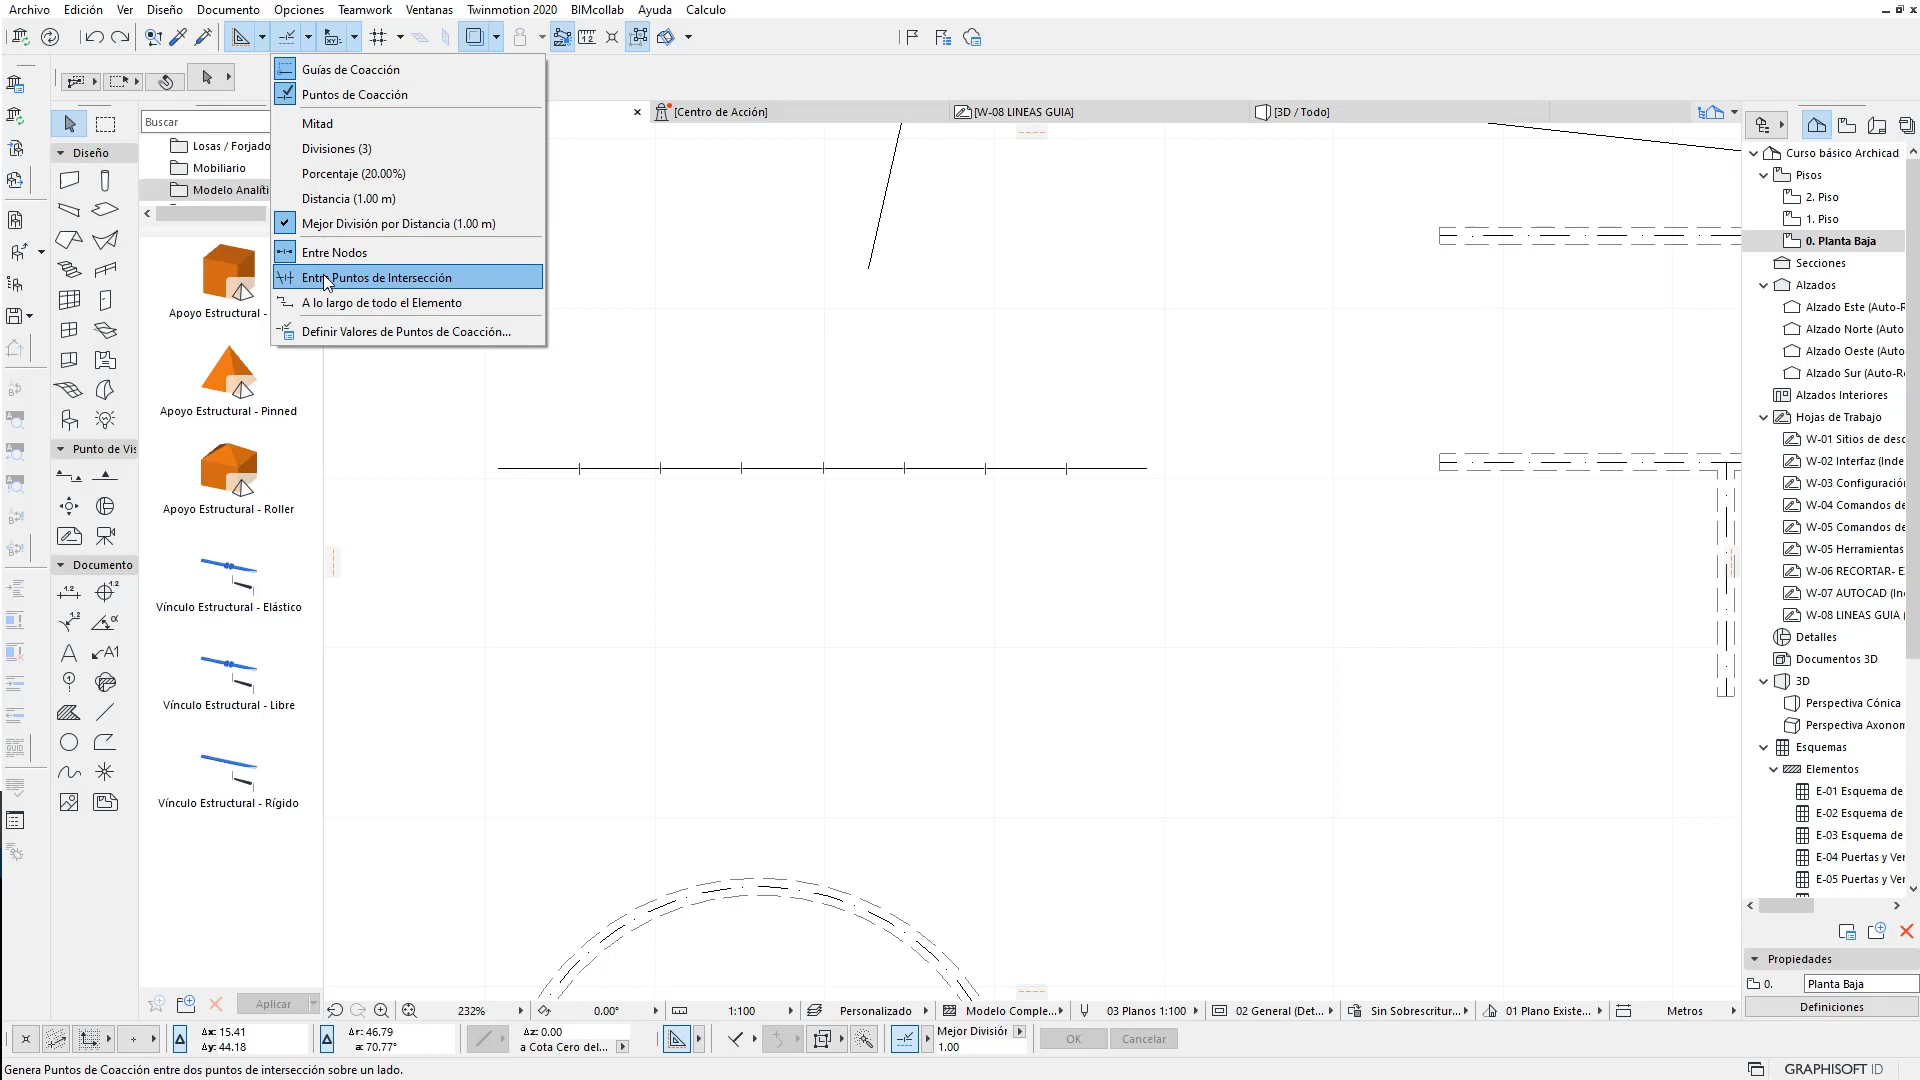 Archivo Edición Ver Diseño Documento Opciones Teamwork Ventanas Twinmotion 2020 BIMcollab Ayuda Calculo
Guías de Coacción
Puntos de Coacción
Mitad
Divisiones (3)
Porcentaje (20.00%)
Distancia (1.00 m)
Mejor División por Distancia (1.00 m)
Entre Nodos
Entre Puntos de Intersección
A lo largo de todo el Elemento
Definir Valores de Puntos de Coacción...
[Centro de Acción]
[W-08 LINEAS GUIA]
[3D / Todo]
Diseño
Punto de Vis
Documento
1.2
1.2
1.2
A
A1
GUID
Buscar
Losas / Forjado
Mobiliario
Modelo Analíti
Apoyo Estructural -
Apoyo Estructural - Pinned
Apoyo Estructural - Roller
Vínculo Estructural - Elástico
Vínculo Estructural - Libre
Vínculo Estructural - Rígido
Aplicar
Curso básico Archicad
Pisos
2. Piso
1. Piso
0. Planta Baja
Secciones
Alzados
Alzado Este (Auto-R
Alzado Norte (Auto
Alzado Oeste (Auto
Alzado Sur (Auto-R
Alzados Interiores
Hojas de Trabajo
W-01 Sitios de desc
W-02 Interfaz (Inde
W-03 Configuració
W-04 Comandos de
W-05 Comandos de
W-05 Herramientas
W-06 RECORTAR- E
W-07 AUTOCAD (In
W-08 LINEAS GUIA (
Detalles
Documentos 3D
3D
Perspectiva Cónica
Perspectiva Axonom
Esquemas
Elementos
E-01 Esquema de
E-02 Esquema de
E-03 Esquema de
E-04 Puertas y Ver
E-05 Puertas y Ver
Propiedades
0. Planta Baja
Definiciones
232% 0.00° 1:100 Personalizado Modelo Comple... 03 Planos 1:100 02 General (Det... Sin Sobrescritur... 01 Plano Existe... Metros
Δx: 15.41
Δy: 44.18
Δr: 46.79
a: 70.77°
Δz: 0.00
a Cota Cero del...
Mejor Divisiór
1.00
OK
Cancelar
Genera Puntos de Coacción entre dos puntos de intersección sobre un lado.
GRAPHISOFT ID